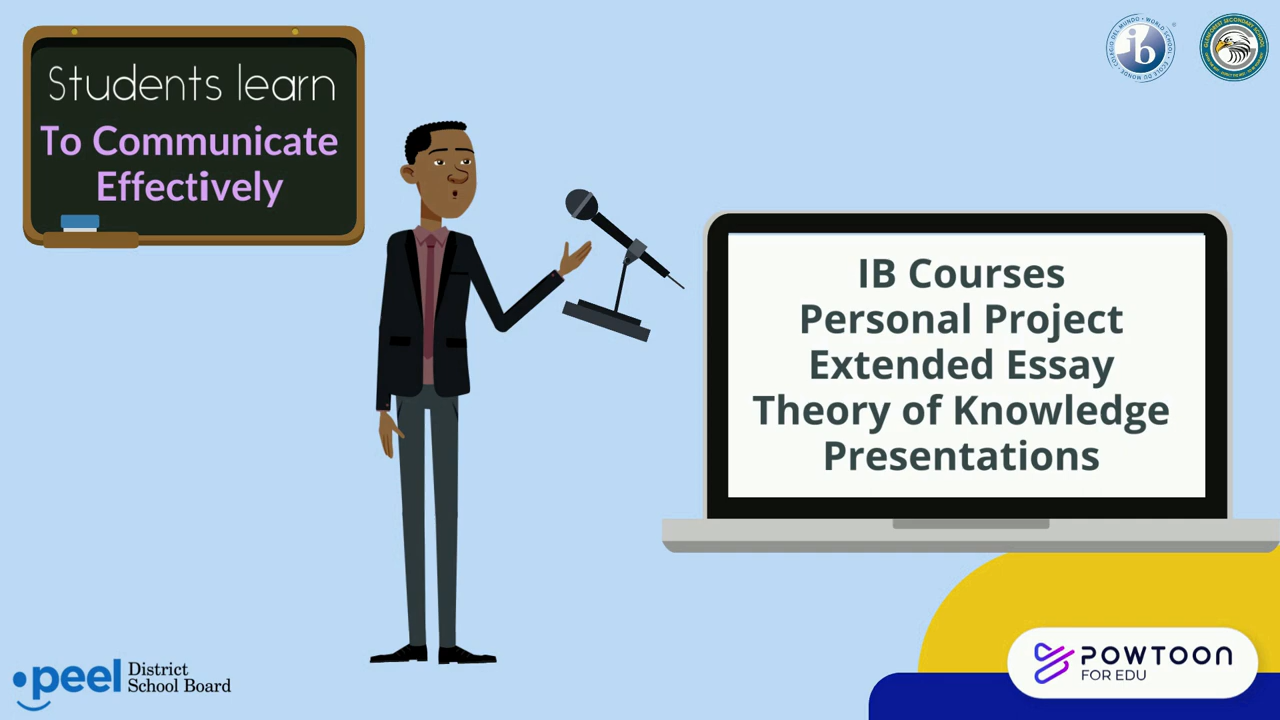 Students learn
To Communicate
Effectively
IB Courses
Personal Project
Extended Essay
Theory of Knowledge
Presentations
ib
peel District
School Board
POWTOON
FOR EDU